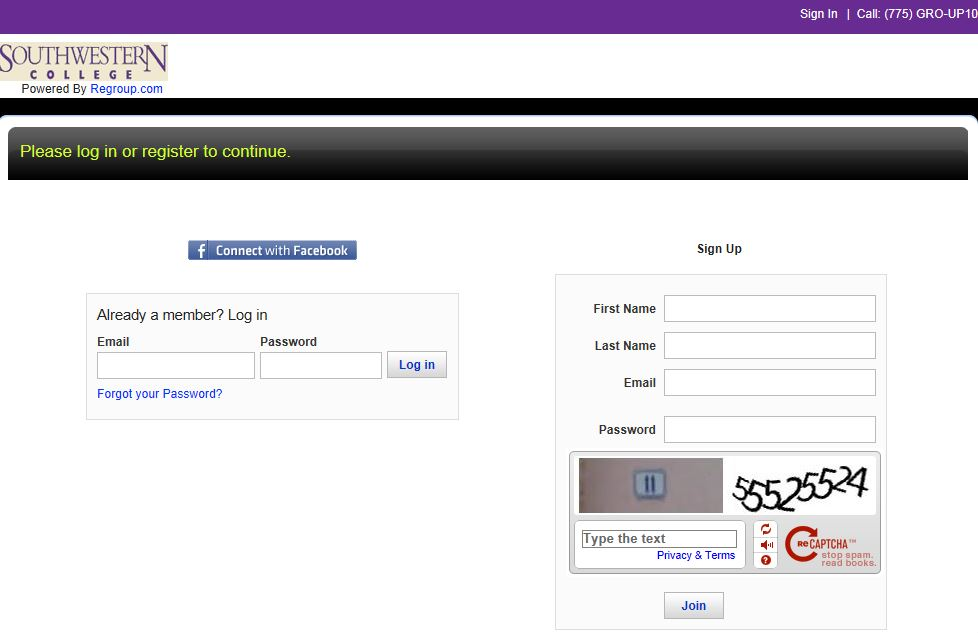 Sign In | Call: (775) GRO-UP10
SOUTHWESTERN
COLLEGE
Powered By Regroup.com
Please log in or register to continue.
f Connect with Facebook
Already a member? Log in
Email Password
Log in
Forgot your Password?
Sign Up
First Name
Last Name
Email
Password
11 55525524
Type the text
Privacy & Terms
? reCAPTCHA™
stop spam.
read books.
Join